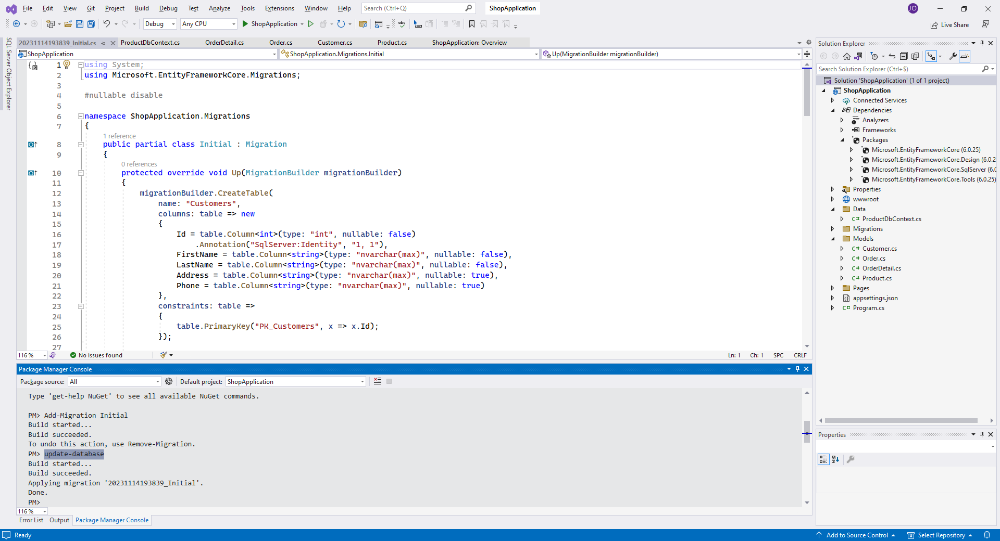 File Edit View Git Project Build Debug Test Analyze Tools Extensions Window Help Search (Ctrl+Q) ShopApplication JO
Debug Any CPU ShopApplication Live Share
SQL Server Object Explorer
20231114193839_Initial.cs ProductDbContext.cs OrderDetail.cs Order.cs Customer.cs Product.cs ShopApplication: Overview
ShopApplication ShopApplication.Migrations.Initial Up(MigrationBuilder migrationBuilder)
1 using System;
2 using Microsoft.EntityFrameworkCore.Migrations;
3
4 #nullable disable
5
6 namespace ShopApplication.Migrations
7 {
1 reference
8 public partial class Initial : Migration
9 {
0 references
10 protected override void Up(MigrationBuilder migrationBuilder)
11 {
12 migrationBuilder.CreateTable(
13 name: "Customers",
14 columns: table => new
15 {
16 Id = table.Column<int>(type: "int", nullable: false)
17 .Annotation("SqlServer:Identity", "1, 1"),
18 FirstName = table.Column<string>(type: "nvarchar(max)", nullable: false),
19 LastName = table.Column<string>(type: "nvarchar(max)", nullable: false),
20 Address = table.Column<string>(type: "nvarchar(max)", nullable: true),
21 Phone = table.Column<string>(type: "nvarchar(max)", nullable: true)
22 },
23 constraints: table =>
24 {
25 table.PrimaryKey("PK_Customers", x => x.Id);
26 });
27
116 % No issues found Ln: 1 Ch: 1 SPC CRLF
Package Manager Console
Package source: All Default project: ShopApplication
Type 'get-help NuGet' to see all available NuGet commands.
PM> Add-Migration Initial
Build started...
Build succeeded.
To undo this action, use Remove-Migration.
PM> update-database
Build started...
Build succeeded.
Applying migration '20231114193839_Initial'.
Done.
PM>
116 %
Error List Output Package Manager Console
Solution Explorer
Search Solution Explorer (Ctrl+$)
Solution 'ShopApplication' (1 of 1 project)
ShopApplication
Connected Services
Dependencies
Analyzers
Frameworks
Packages
Microsoft.EntityFrameworkCore (6.0.25)
Microsoft.EntityFrameworkCore.Design (6.0.2
Microsoft.EntityFrameworkCore.SqlServer (6.0
Microsoft.EntityFrameworkCore.Tools (6.0.25)
Properties
wwwroot
Data
C# ProductDbContext.cs
Migrations
Models
C# Customer.cs
C# Order.cs
C# OrderDetail.cs
C# Product.cs
Pages
appsettings.json
C# Program.cs
Properties
Ready Add to Source Control Select Repository